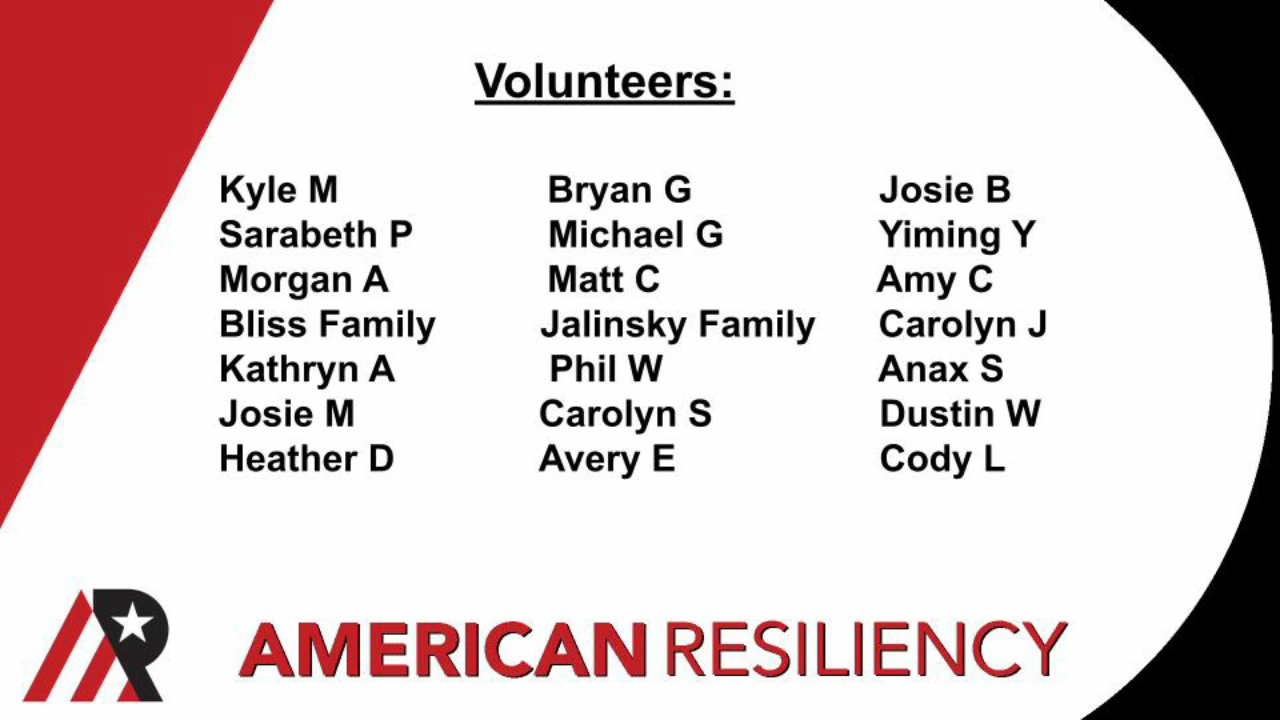 Volunteers:
Kyle M Bryan G Josie B
Sarabeth P Michael G Yiming Y
Morgan A Matt C Amy C
Bliss Family Jalinsky Family Carolyn J
Kathryn A Phil W Anax S
Josie M Carolyn S Dustin W
Heather D Avery E Cody L
AR AMERICAN RESILIENCY